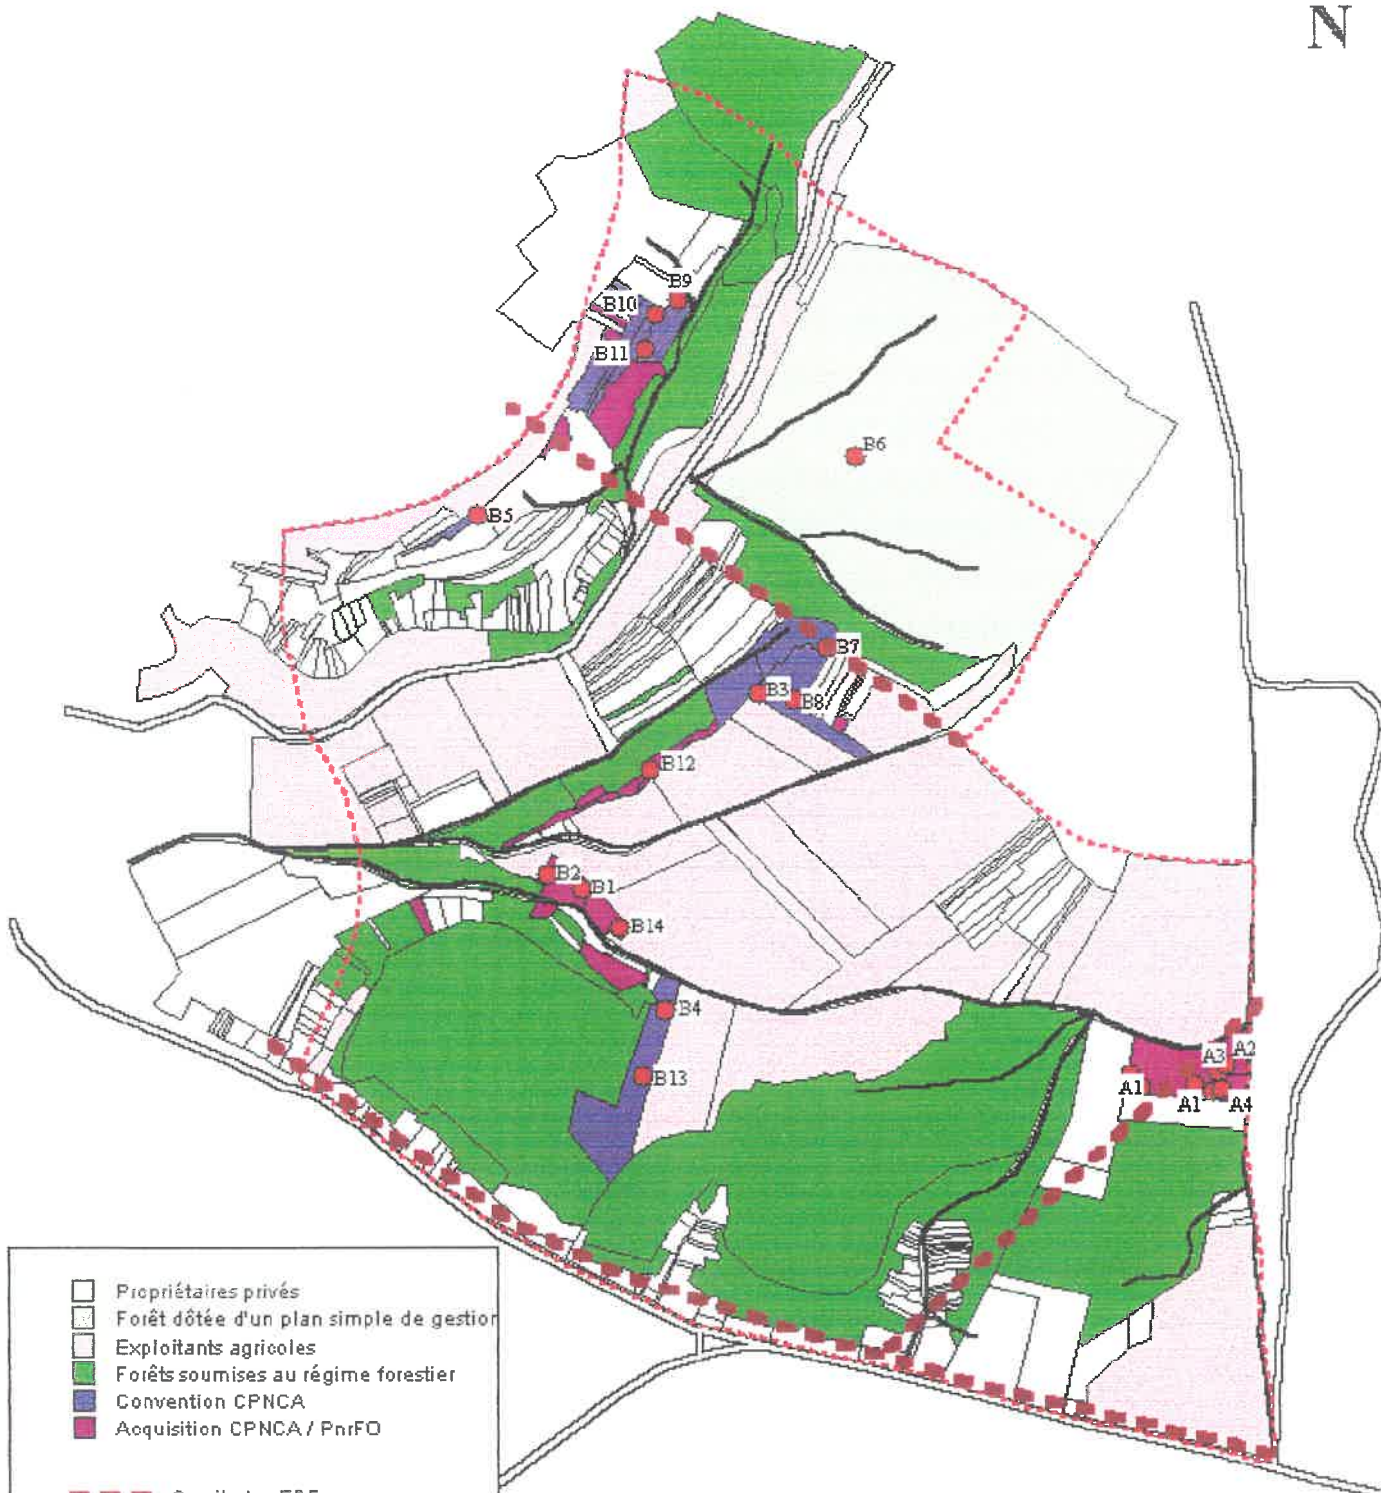 N
B9
B10
B11
B6
B5
B7
B3
B8
B12
B2
B1
B14
B4
B13
A3
A2
A1
A1
A4
Propriétaires privés
Forêt dôtée d'un plan simple de gestion
Exploitants agricoles
Forêts soumises au régime forestier
Convention CPNCA
Acquisition CPNCA / PnrFO